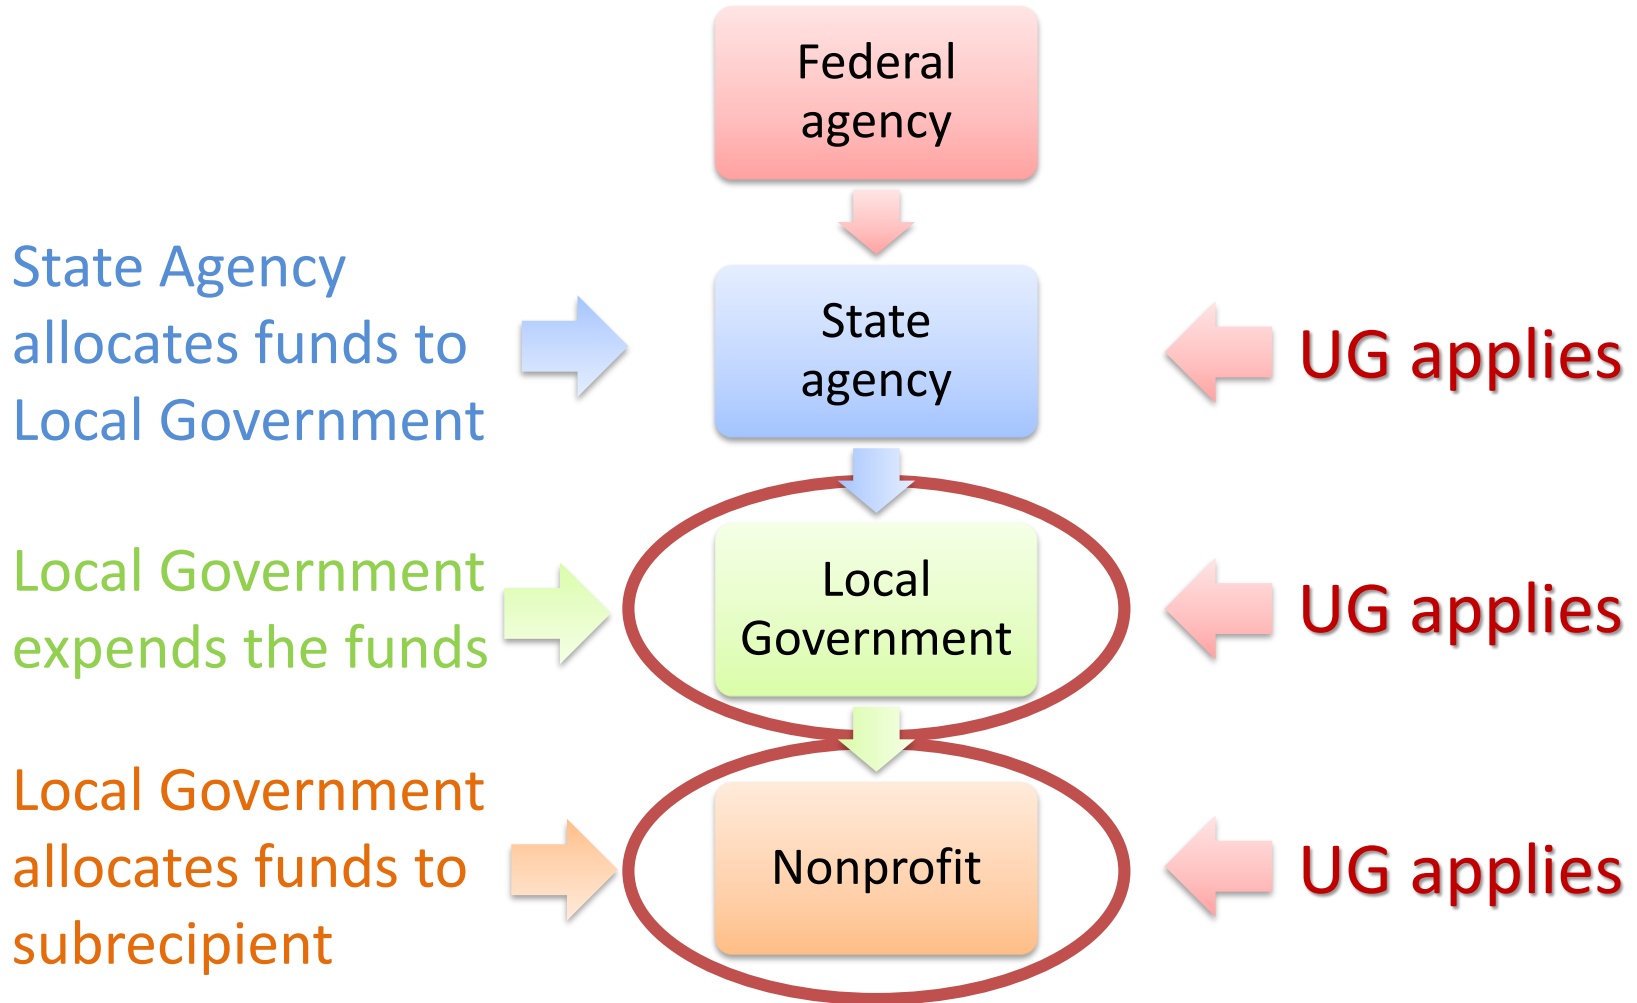 Federal
agency
State Agency
allocates funds to
Local Government
State
agency
UG applies
Local Government
expends the funds
Local
Government
UG applies
Local Government
allocates funds to
subrecipient
Nonprofit
UG applies